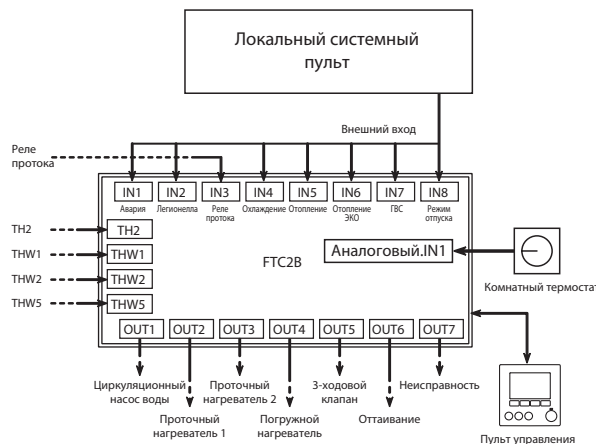 Локальный системный
пульт
Внешний вход
Реле
протока
IN1 IN2 IN3 IN4 IN5 IN6 IN7 IN8
Авария Легионелла Реле протока Охлаждение Отопление Отопление ЭКО ГВС Режим отпуска
TH2 TH2
THW1 THW1
THW2 THW2
THW5 THW5
FTC2B
Аналоговый.IN1
Комнатный термостат
OUT1 OUT2 OUT3 OUT4 OUT5 OUT6 OUT7
Циркуляционный
насос воды
Проточный
нагреватель 1
Проточный
нагреватель 2
Погружной
нагреватель
3-ходовой
клапан
Оттаивание
Неисправность
Пульт управления